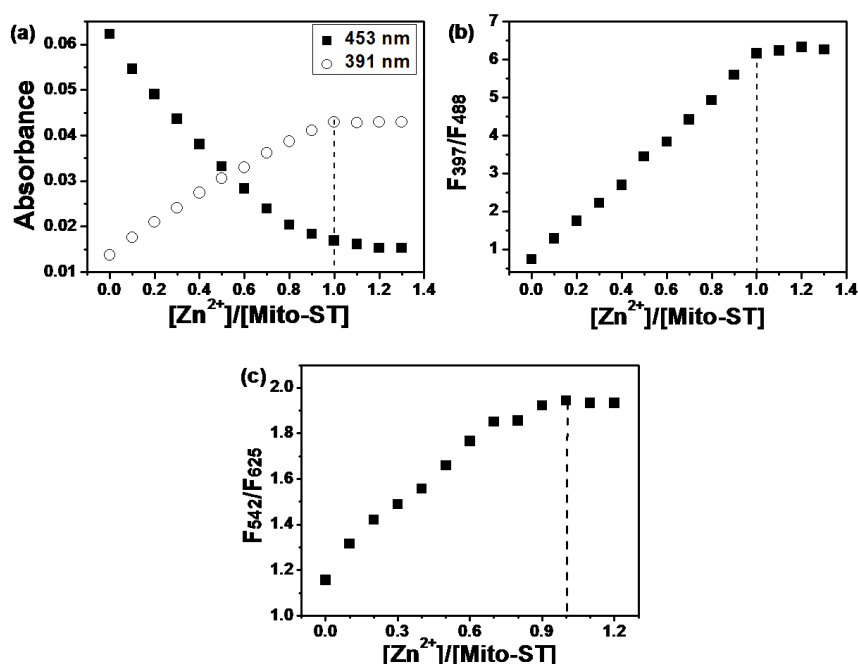 (a)
0.06
0.05
0.04
0.03
0.02
0.01
Absorbance
453 nm
391 nm
0.0 0.2 0.4 0.6 0.8 1.0 1.2 1.4
[Zn²⁺]/[Mito-ST]
(b)
7
6
5
4
3
2
1
F₃₉₇/F₄₈₈
0.0 0.2 0.4 0.6 0.8 1.0 1.2 1.4
[Zn²⁺]/[Mito-ST]
(c)
2.0
1.8
1.6
1.4
1.2
1.0
F₅₄₂/F₆₂₅
0.0 0.3 0.6 0.9 1.2
[Zn²⁺]/[Mito-ST]